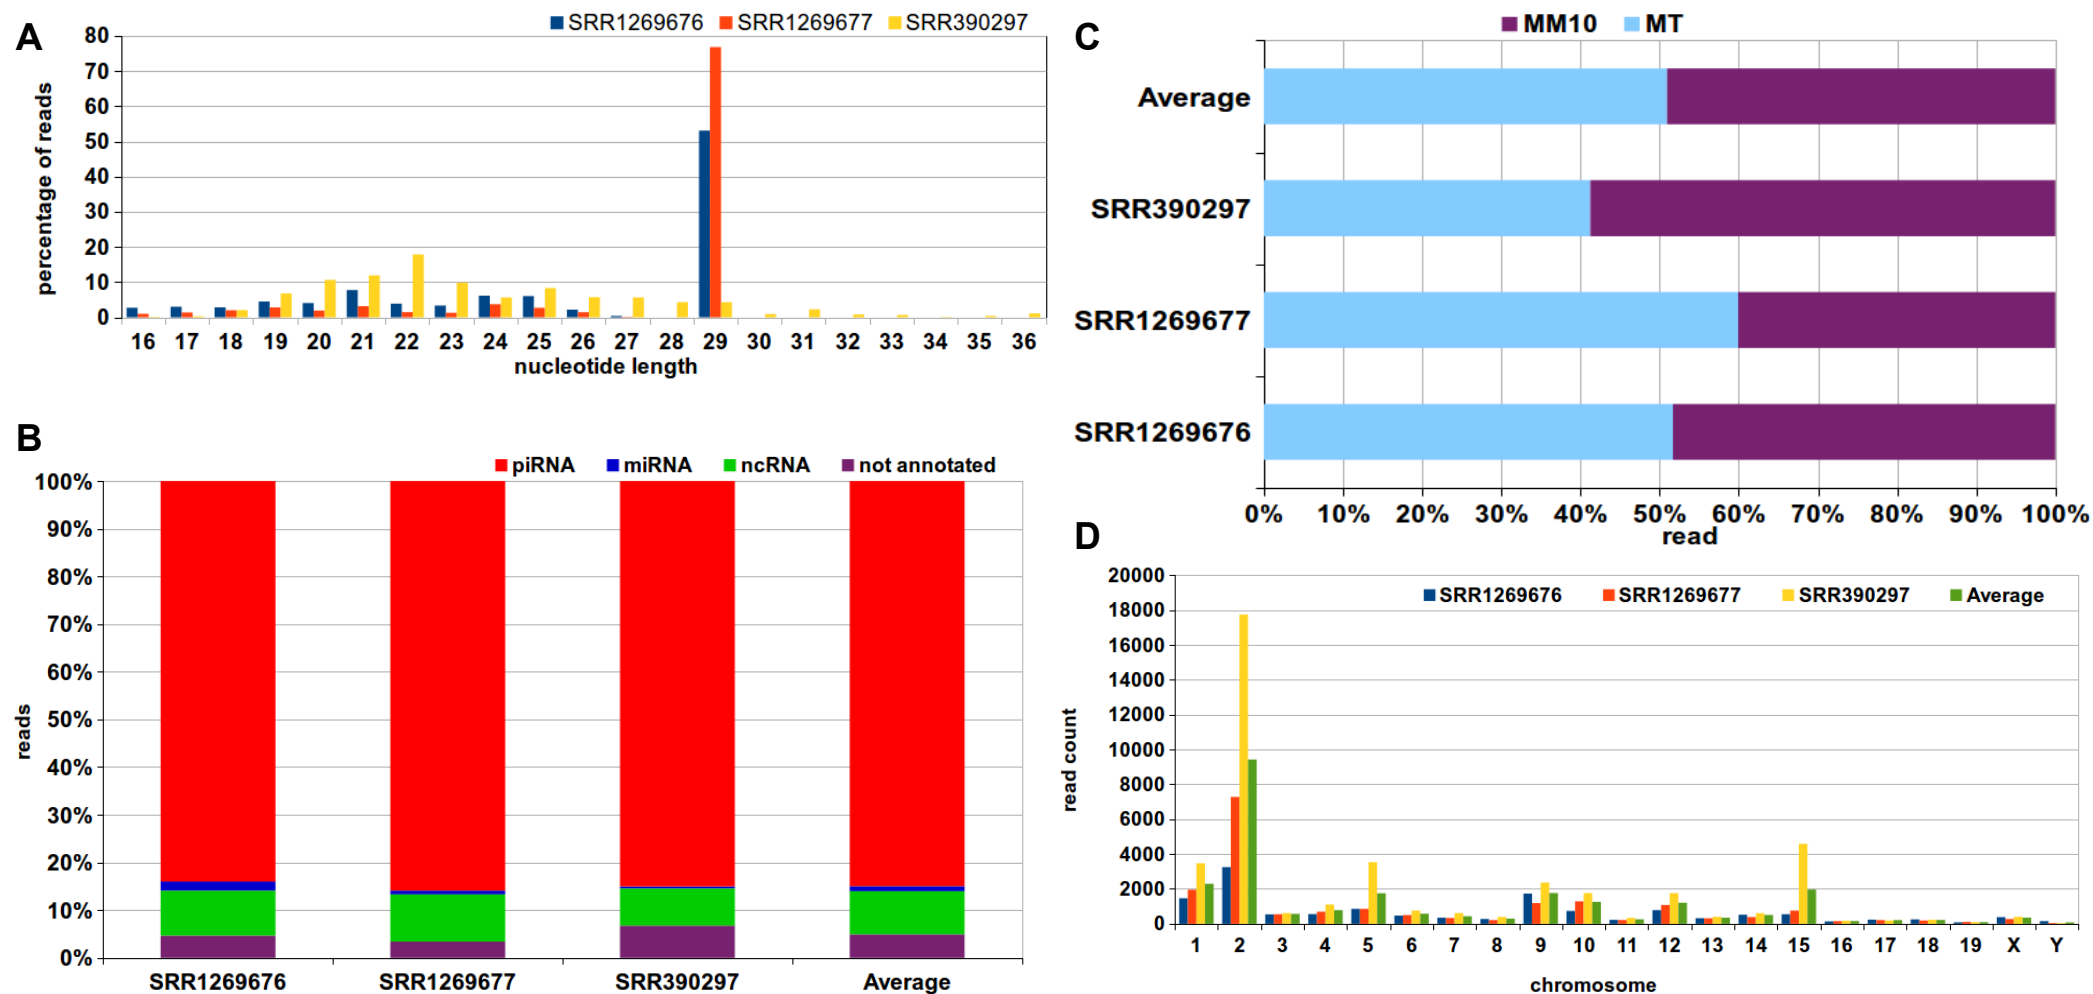 A
SRR1269676 SRR1269677 SRR390297
80
70
60
50
40
30
20
10
0
percentage of reads
16 17 18 19 20 21 22 23 24 25 26 27 28 29 30 31 32 33 34 35 36
nucleotide length
B
piRNA miRNA ncRNA not annotated
100%
90%
80%
70%
60%
50%
40%
30%
20%
10%
0%
reads
SRR1269676 SRR1269677 SRR390297 Average
C
MM10 MT
Average
SRR390297
SRR1269677
SRR1269676
0% 10% 20% 30% 40% 50% 60% 70% 80% 90% 100%
read
D
SRR1269676 SRR1269677 SRR390297 Average
20000
18000
16000
14000
12000
10000
8000
6000
4000
2000
0
read count
1 2 3 4 5 6 7 8 9 10 11 12 13 14 15 16 17 18 19 X Y
chromosome